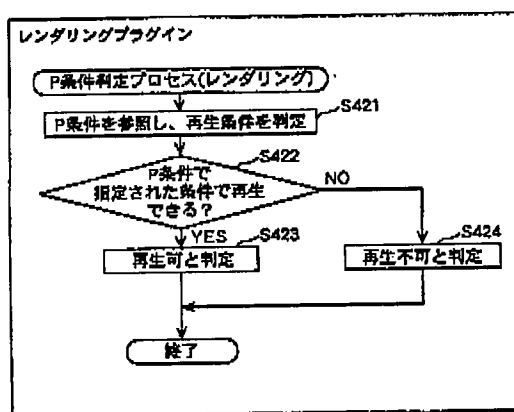 レンダリングプラグイン
P条件判定プロセス(レンダリング)
S421
P条件を参照し、再生条件を判定
S422
P条件で
指定された条件で再生
できる?
NO
YES
S423
再生可と判定
S424
再生不可と判定
終了